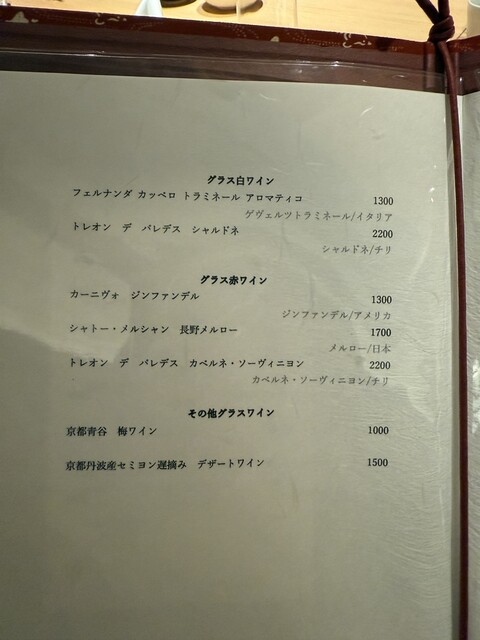 グラス白ワイン
フェルナンダ カッペロ トラミネール アロマティコ 1300
ゲヴェルツトラミネール/イタリア
トレオン デ パレデス シャルドネ 2200
シャルドネ/チリ
グラス赤ワイン
カーニヴォ ジンファンデル 1300
ジンファンデル/アメリカ
シャトー・メルシャン 長野メルロー 1700
メルロー/日本
トレオン デ パレデス カベルネ・ソーヴィニヨン 2200
カベルネ・ソーヴィニヨン/チリ
その他グラスワイン
京都青谷 梅ワイン 1000
京都丹波産セミヨン遅摘み デザートワイン 1500